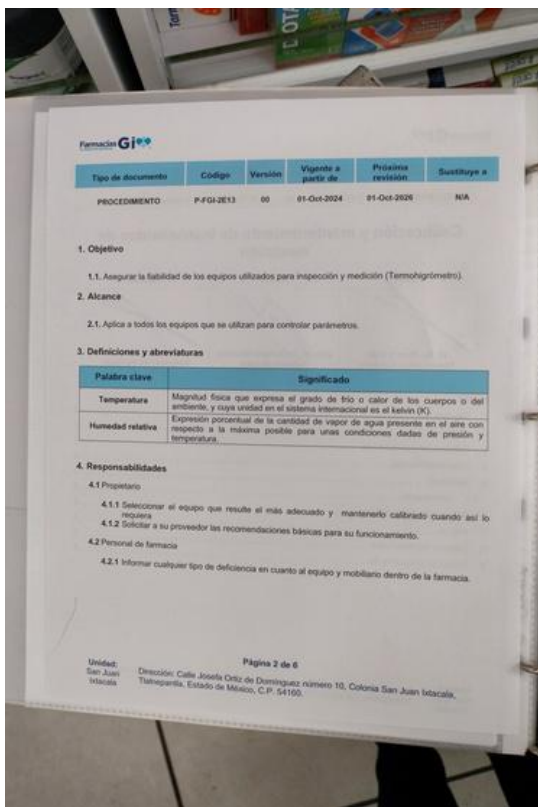 Farmacias Gi
Tipo de documento Código Versión Vigente a partir de Próxima revisión Sustituye a
PROCEDIMIENTO P-FGI-2E13 00 01-Oct-2024 01-Oct-2026 N/A
1. Objetivo
1.1. Asegurar la fiabilidad de los equipos utilizados para inspección y medición (Termohigrómetro).
2. Alcance
2.1. Aplica a todos los equipos que se utilizan para controlar parámetros.
3. Definiciones y abreviaturas
Palabra clave Significado
Temperatura Magnitud física que expresa el grado de frío o calor de los cuerpos o del
ambiente, y cuya unidad en el sistema internacional es el kelvin (K).
Humedad relativa Expresión porcentual de la cantidad de vapor de agua presente en el aire con
respecto a la máxima posible para unas condiciones dadas de presión y
temperatura.
4. Responsabilidades
4.1 Propietario
4.1.1 Seleccionar el equipo que resulte el más adecuado y mantenerlo calibrado cuando así lo
requiera
4.1.2 Solicitar a su proveedor las recomendaciones básicas para su funcionamiento.
4.2 Personal de farmacia
4.2.1 Informar cualquier tipo de deficiencia en cuanto al equipo y mobiliario dentro de la farmacia.
Página 2 de 6
Unidad:
San Juan
Ixtacala
Dirección: Calle Josefa Ortiz de Domínguez número 10, Colonia San Juan Ixtacala,
Tlalnepantla, Estado de México, C.P. 54160.